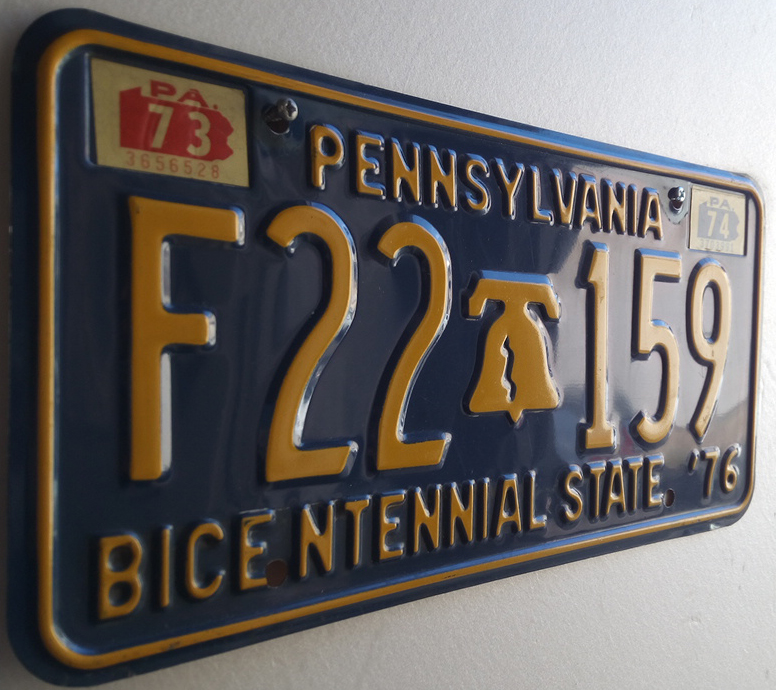 PA.
73
3656528
PENNSYLVANIA
PA
74
F22 159
BICENTENNIAL STATE '76